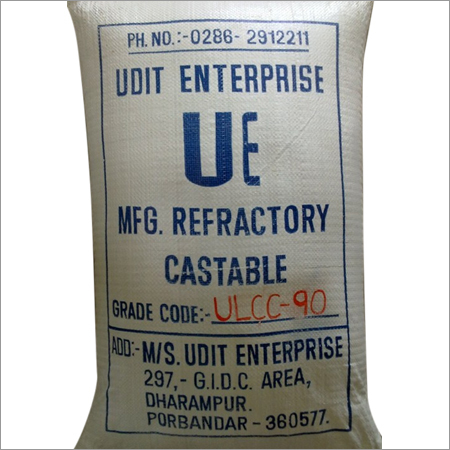 PH. NO.:-0286- 2912211
UDIT ENTERPRISE
UE
MFG. REFRACTORY
CASTABLE
GRADE CODE:- ULCC-90
ADD:- M/S. UDIT ENTERPRISE
297,- G.I.D.C. AREA,
DHARAMPUR.
PORBANDAR - 360577.